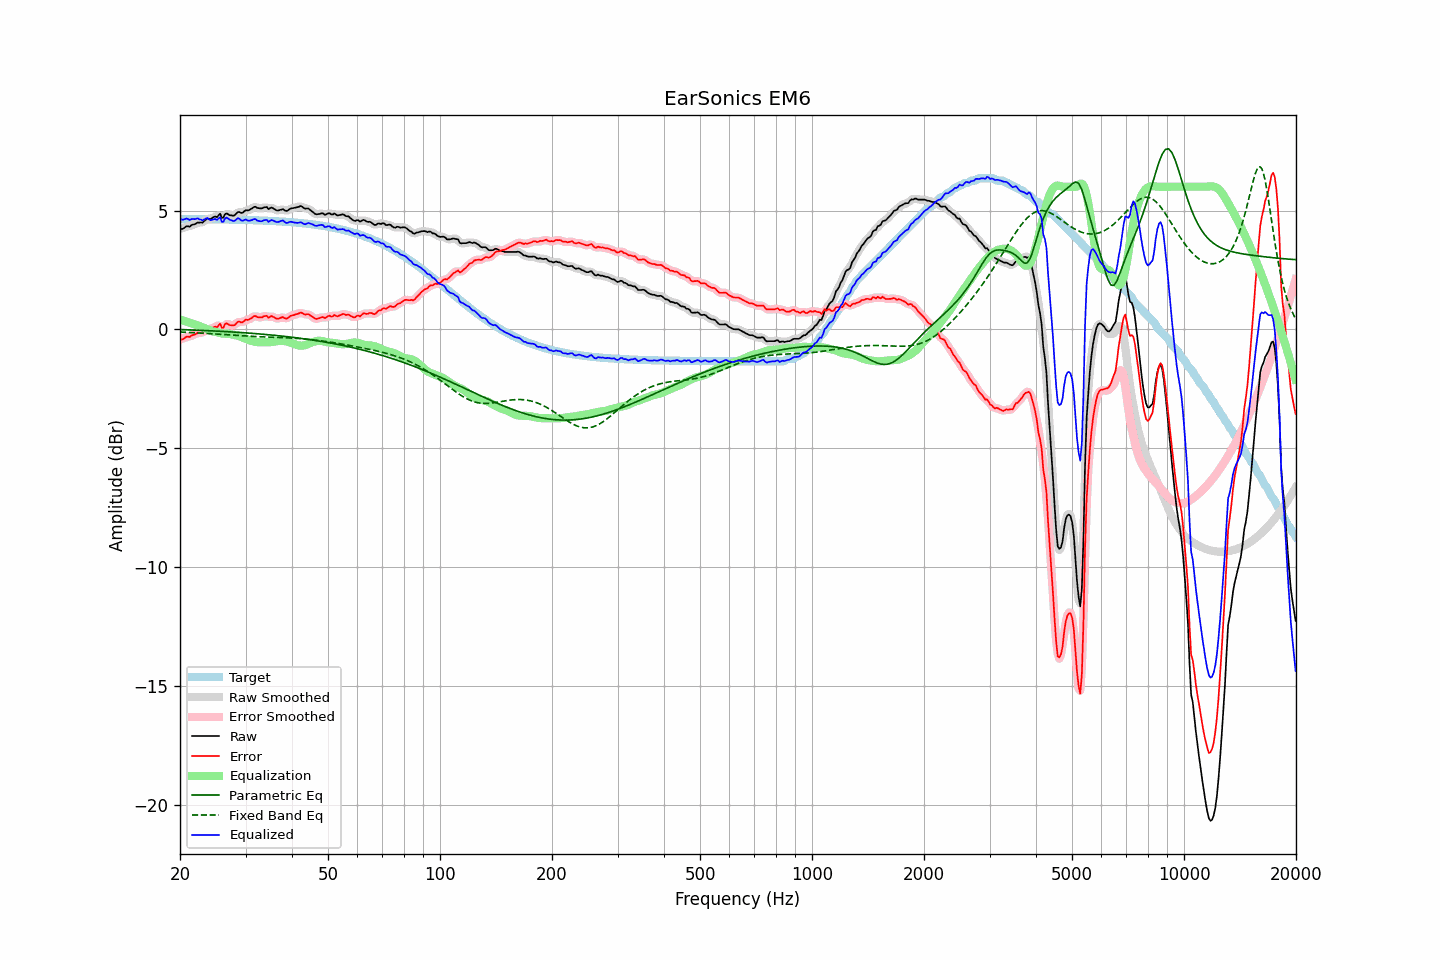 EarSonics EM6
Amplitude (dBr)
5
0
−5
−10
−15
−20
Target
Raw Smoothed
Error Smoothed
Raw
Error
Equalization
Parametric Eq
Fixed Band Eq
Equalized
20 50 100 200 500 1000 2000 5000 10000 20000
Frequency (Hz)